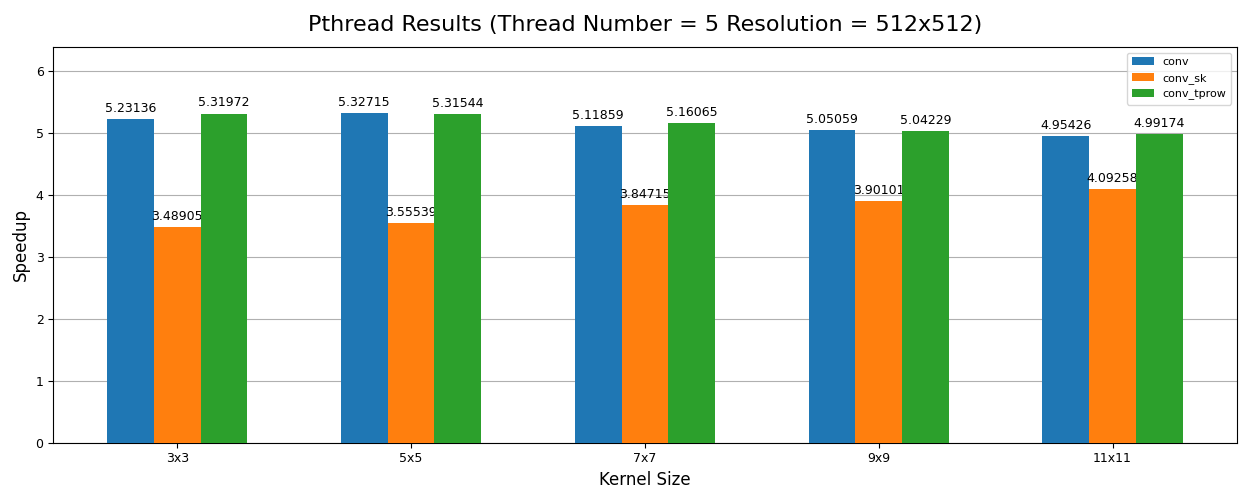 Pthread Results (Thread Number = 5 Resolution = 512x512)
conv
conv_sk
conv_tprow
Speedup
6
5
4
3
2
1
0
5.23136
3.48905
5.31972
5.32715
3.55539
5.31544
5.11859
3.84715
5.16065
5.05059
3.90101
5.04229
4.95426
4.09258
4.99174
3x3
5x5
7x7
9x9
11x11
Kernel Size